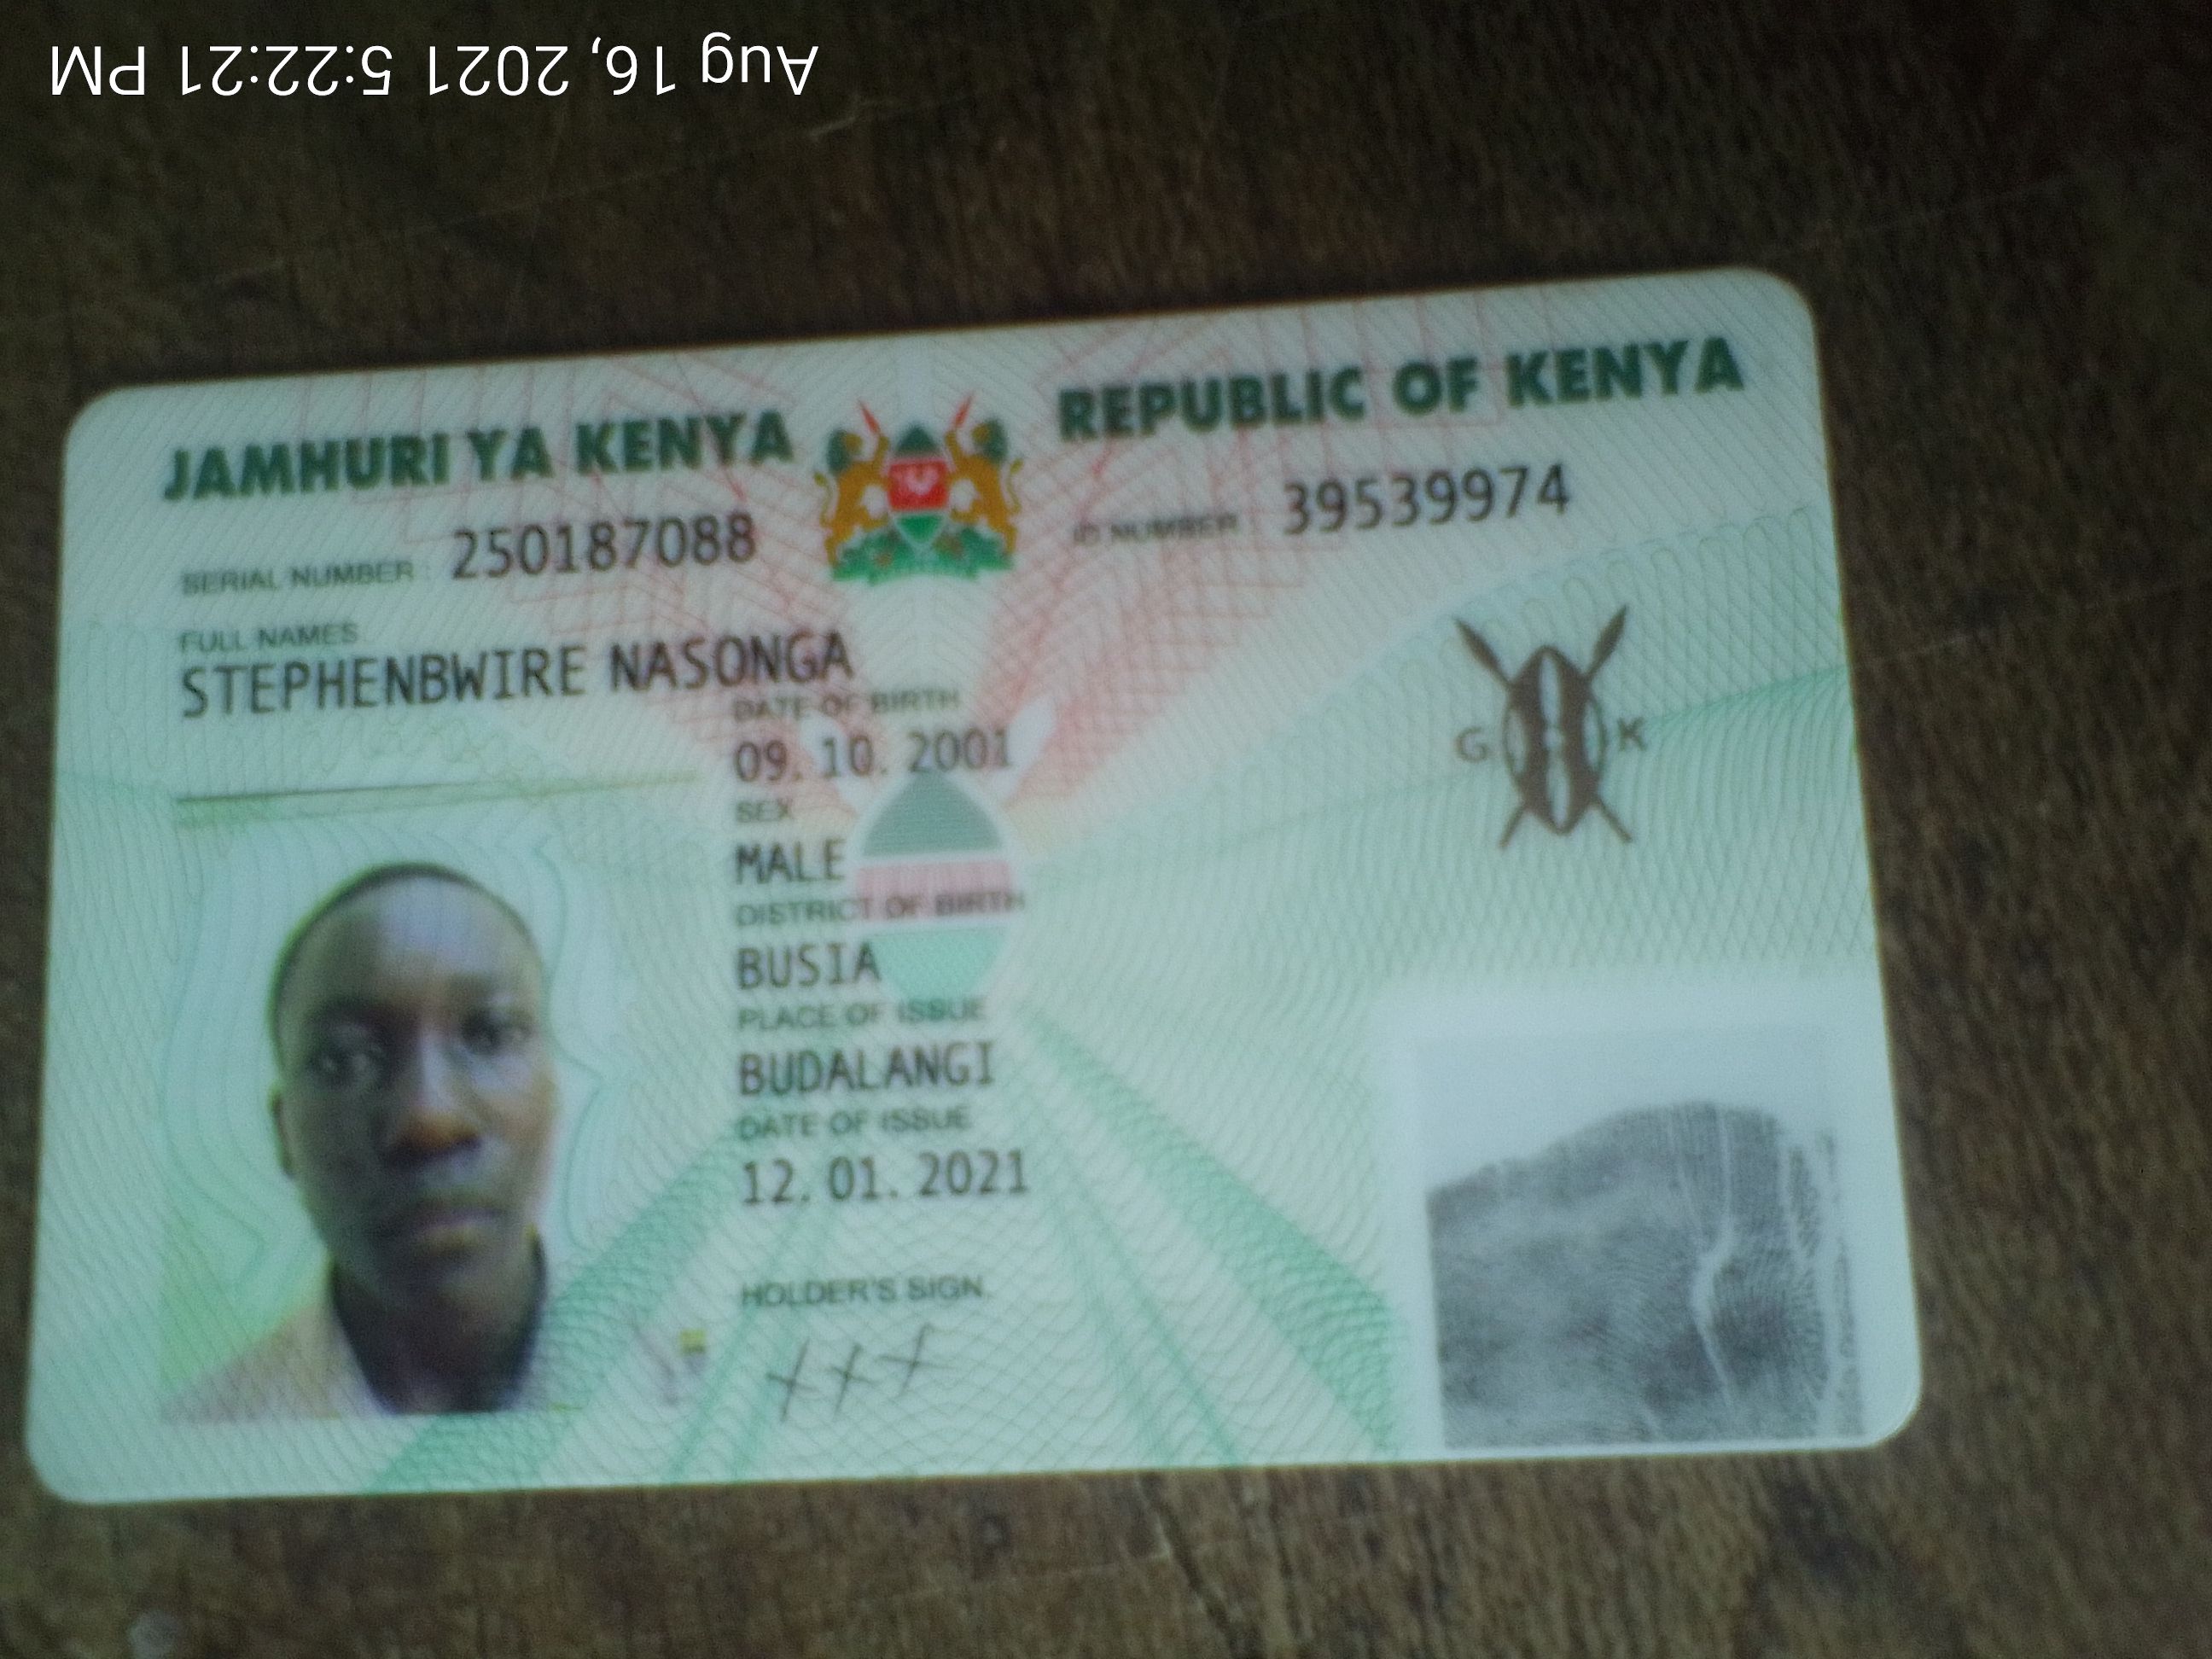 Aug 16, 2021 5:22:21 PM
JAMHURI YA KENYA
REPUBLIC OF KENYA
SERIAL NUMBER : 250187088
ID NUMBER : 39539974
FULL NAMES
STEPHENBWIRE NASONGA
DATE OF BIRTH
09. 10. 2001
SEX
MALE
G K
DISTRICT OF BIRTH
BUSIA
PLACE OF ISSUE
BUDALANGI
DATE OF ISSUE
12. 01. 2021
HOLDER'S SIGN.
XXX